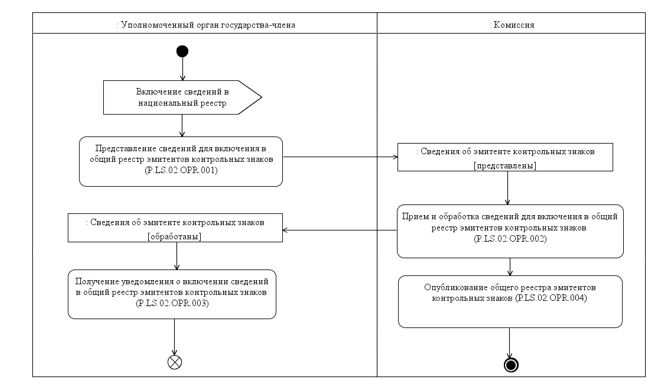 : Уполномоченный орган государства-члена
: Комиссия
Включение сведений в
национальный реестр
Представление сведений для включения в
общий реестр эмитентов контрольных знаков
(P.LS.02.OPR.001)
: Сведения об эмитенте контрольных знаков
[представлены]
Прием и обработка сведений для включения в общий
реестр эмитентов контрольных знаков
(P.LS.02.OPR.002)
: Сведения об эмитенте контрольных знаков
[обработаны]
Получение уведомления о включении сведений
в общий реестр эмитентов контрольных знаков
(P.LS.02.OPR.003)
Опубликование общего реестра эмитентов
контрольных знаков (P.LS.02.OPR.004)